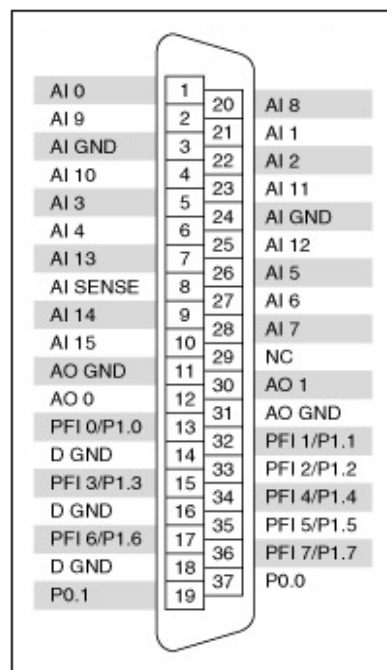 AI 0 1
20 AI 8
AI 9 2
21 AI 1
AI GND 3
22 AI 2
AI 10 4
23 AI 11
AI 3 5
24 AI GND
AI 4 6
25 AI 12
AI 13 7
26 AI 5
AI SENSE 8
27 AI 6
AI 14 9
28 AI 7
AI 15 10
29 NC
AO GND 11
30 AO 1
AO 0 12
31 AO GND
PFI 0/P1.0 13
32 PFI 1/P1.1
D GND 14
33 PFI 2/P1.2
PFI 3/P1.3 15
34 PFI 4/P1.4
D GND 16
35 PFI 5/P1.5
PFI 6/P1.6 17
36 PFI 7/P1.7
D GND 18
37 P0.0
P0.1 19